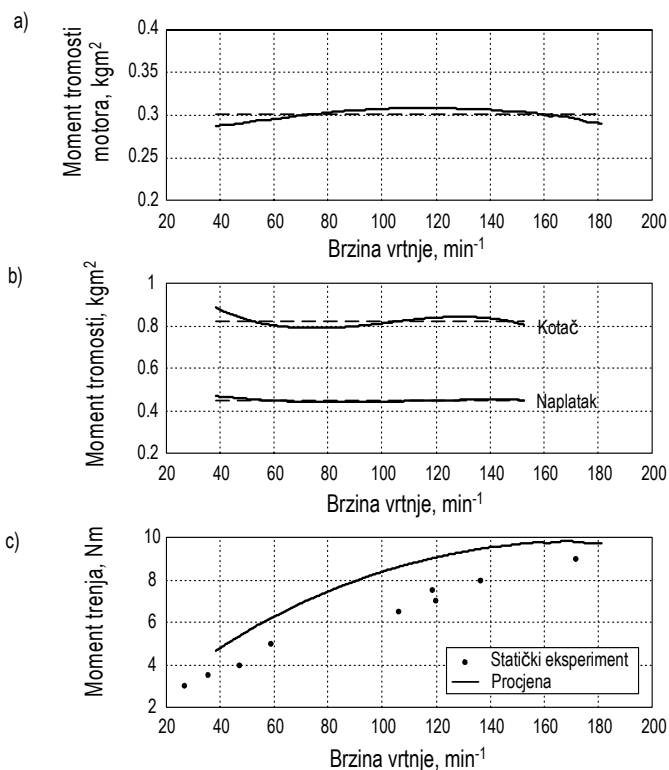 a)
Moment tromosti
motora, kgm²
0.4
0.35
0.3
0.25
0.2
20 40 60 80 100 120 140 160 180 200
Brzina vrtnje, min⁻¹
b)
Moment tromosti, kgm²
1
0.8
0.6
0.4
0.2
Kotač
Naplatak
20 40 60 80 100 120 140 160 180 200
Brzina vrtnje, min⁻¹
c)
Moment trenja, Nm
10
8
6
4
2
Statički eksperiment
Procjena
20 40 60 80 100 120 140 160 180 200
Brzina vrtnje, min⁻¹